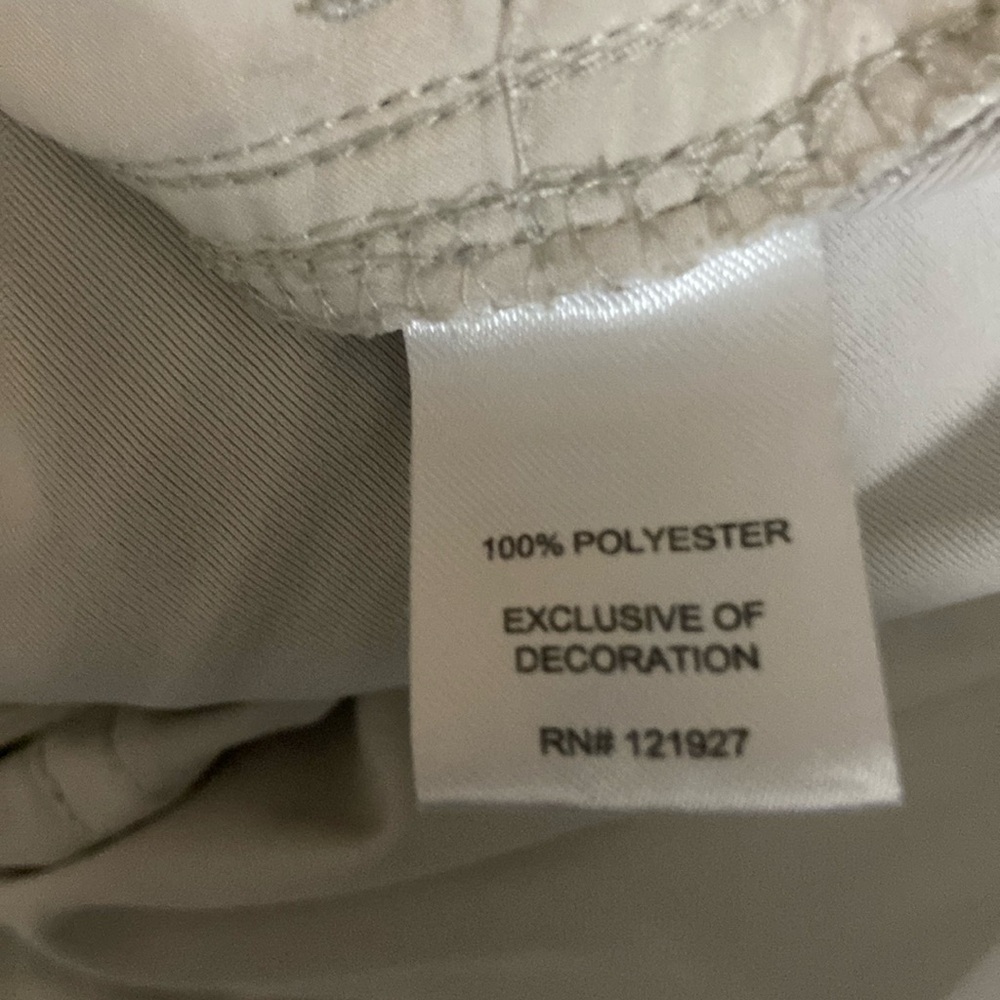 100% POLYESTER
EXCLUSIVE OF
DECORATION
RN# 121927